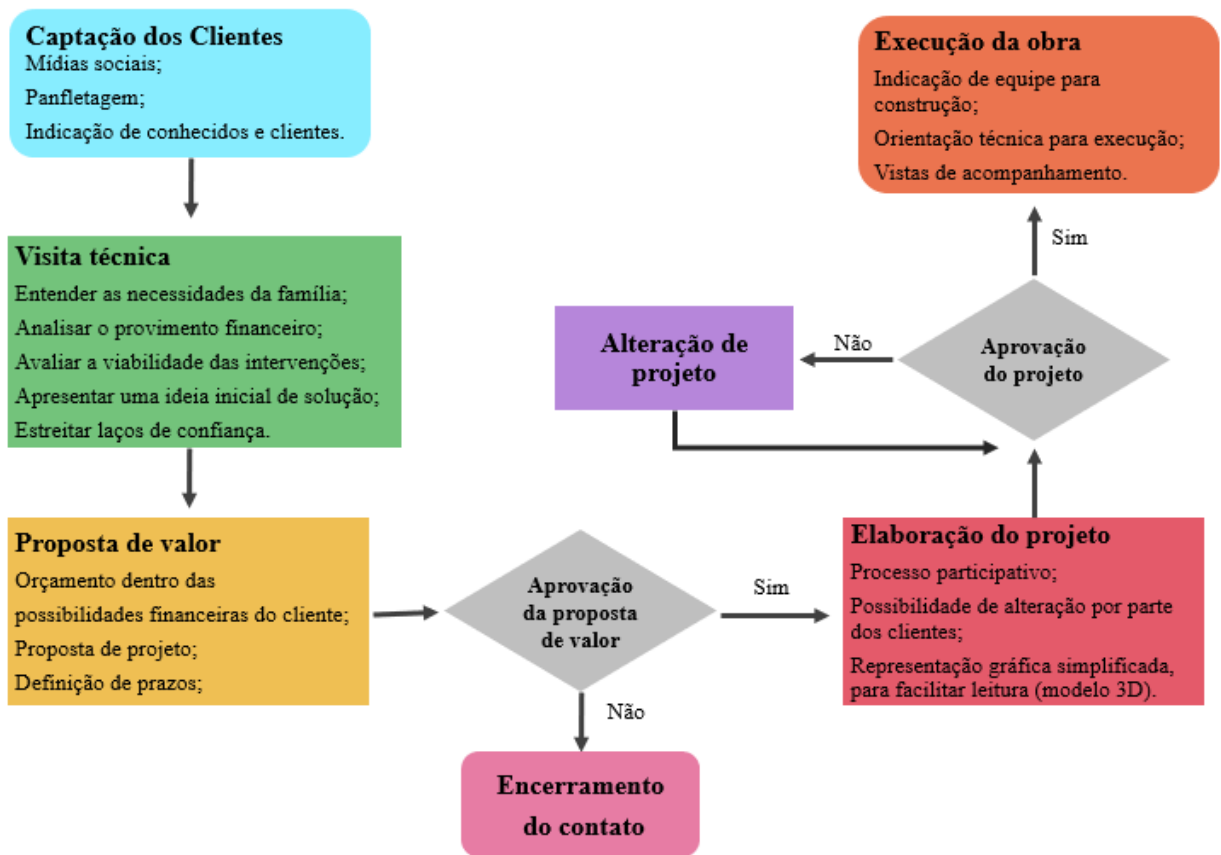 Captação dos Clientes
Mídias sociais;
Panfletagem;
Indicação de conhecidos e clientes.
Visita técnica
Entender as necessidades da família;
Analisar o provimento financeiro;
Avaliar a viabilidade das intervenções;
Apresentar uma ideia inicial de solução;
Estreitar laços de confiança.
Proposta de valor
Orçamento dentro das
possibilidades financeiras do cliente;
Proposta de projeto;
Definição de prazos;
Aprovação
da proposta
de valor
Não
Encerramento
do contato
Sim
Elaboração do projeto
Processo participativo;
Possibilidade de alteração por parte
dos clientes;
Representação gráfica simplificada,
para facilitar leitura (modelo 3D).
Aprovação
do projeto
Não
Alteração de
projeto
Sim
Execução da obra
Indicação de equipe para
construção;
Orientação técnica para execução;
Vistas de acompanhamento.